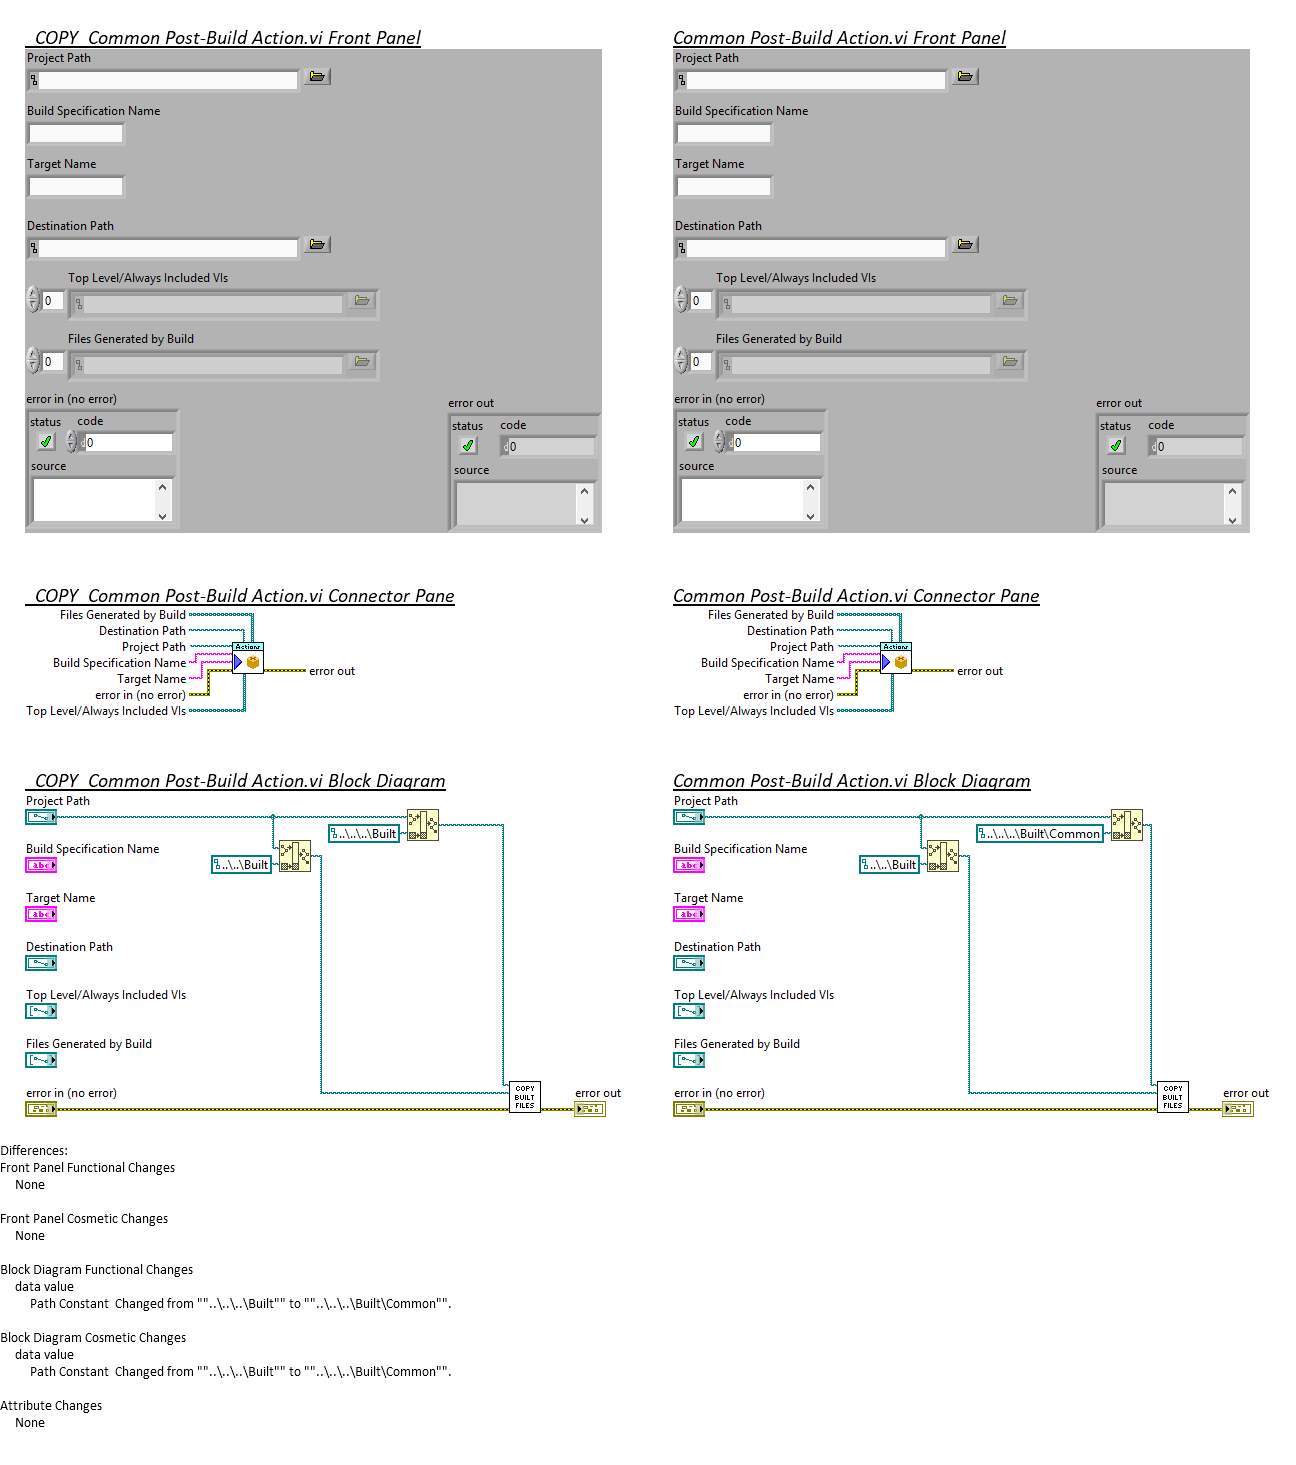 COPY  Common Post-Build Action.vi Front Panel
Project Path
Build Specification Name
Target Name
Destination Path
Top Level/Always Included VIs
0
Files Generated by Build
0
error in (no error)
status code
0
source
error out
status code
0
source
Common Post-Build Action.vi Front Panel
Project Path
Build Specification Name
Target Name
Destination Path
Top Level/Always Included VIs
0
Files Generated by Build
0
error in (no error)
status code
0
source
error out
status code
0
source
COPY  Common Post-Build Action.vi Connector Pane
Files Generated by Build
Destination Path
Project Path
Build Specification Name
Target Name
error in (no error)
Top Level/Always Included VIs
Actions
error out
Common Post-Build Action.vi Connector Pane
Files Generated by Build
Destination Path
Project Path
Build Specification Name
Target Name
error in (no error)
Top Level/Always Included VIs
Actions
error out
COPY  Common Post-Build Action.vi Block Diagram
Project Path
..\..\..\Built
Build Specification Name
abc
..\..\Built
Target Name
abc
Destination Path
Top Level/Always Included VIs
Files Generated by Build
error in (no error)
COPY
BUILT
FILES
error out
Common Post-Build Action.vi Block Diagram
Project Path
..\..\..\Built\Common
Build Specification Name
abc
..\..\Built
Target Name
abc
Destination Path
Top Level/Always Included VIs
Files Generated by Build
error in (no error)
COPY
BUILT
FILES
error out
Differences:
Front Panel Functional Changes
None
Front Panel Cosmetic Changes
None
Block Diagram Functional Changes
data value
Path Constant  Changed from ""..\..\..\Built"" to ""..\..\..\Built\Common"".
Block Diagram Cosmetic Changes
data value
Path Constant  Changed from ""..\..\..\Built"" to ""..\..\..\Built\Common"".
Attribute Changes
None